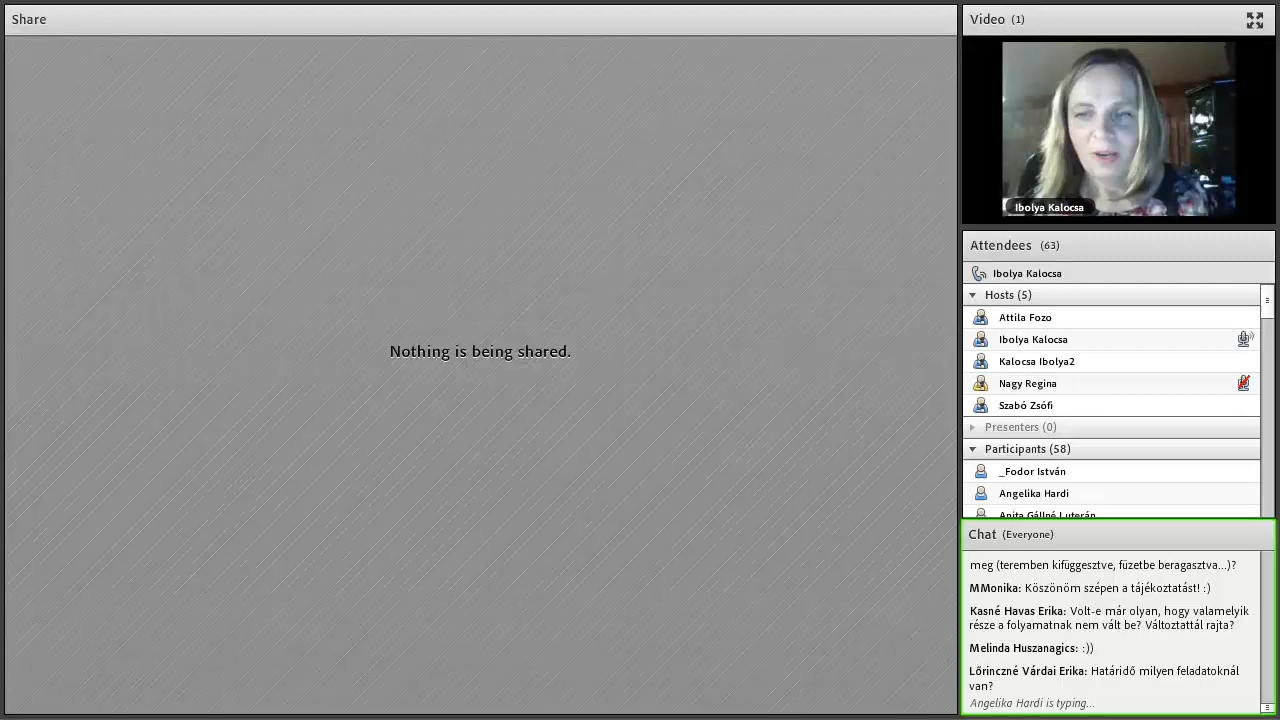 Share
Nothing is being shared.
Video (1)
Ibolya Kalocsa
Attendees (63)
Ibolya Kalocsa
Hosts (5)
Attila Fozo
Ibolya Kalocsa
Kalocsa Ibolya2
Nagy Regina
Szabó Zsófi
Presenters (0)
Participants (58)
_Fodor István
Angelika Hardi
Anita Gállné Luterán
Chat (Everyone)
meg (teremben kifüggesztve, füzetbe beragasztva...)?
MMonika: Köszönöm szépen a tájékoztatást! :)
Kasné Havas Erika: Volt-e már olyan, hogy valamelyik
része a folyamatnak nem vált be? Változtattál rajta?
Melinda Huszanagics: :))
Lőrinczné Várdai Erika: Határidő milyen feladatoknál
van?
Angelika Hardi is typing...